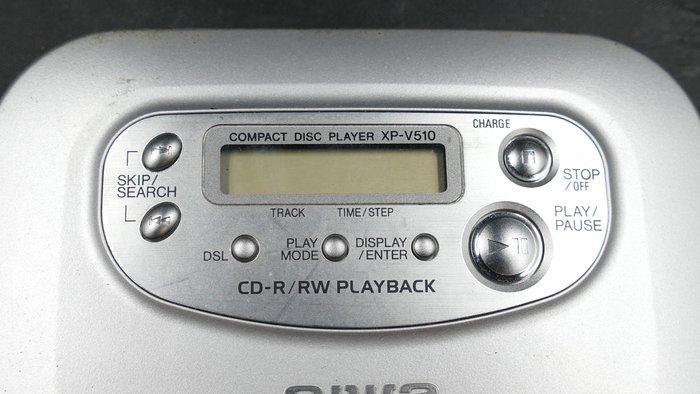 COMPACT DISC PLAYER XP-V510
CHARGE
SKIP/
SEARCH
STOP
/OFF
TRACK TIME/STEP
PLAY/
PAUSE
DSL
PLAY
MODE
DISPLAY
/ENTER
CD-R/RW PLAYBACK
aiwa